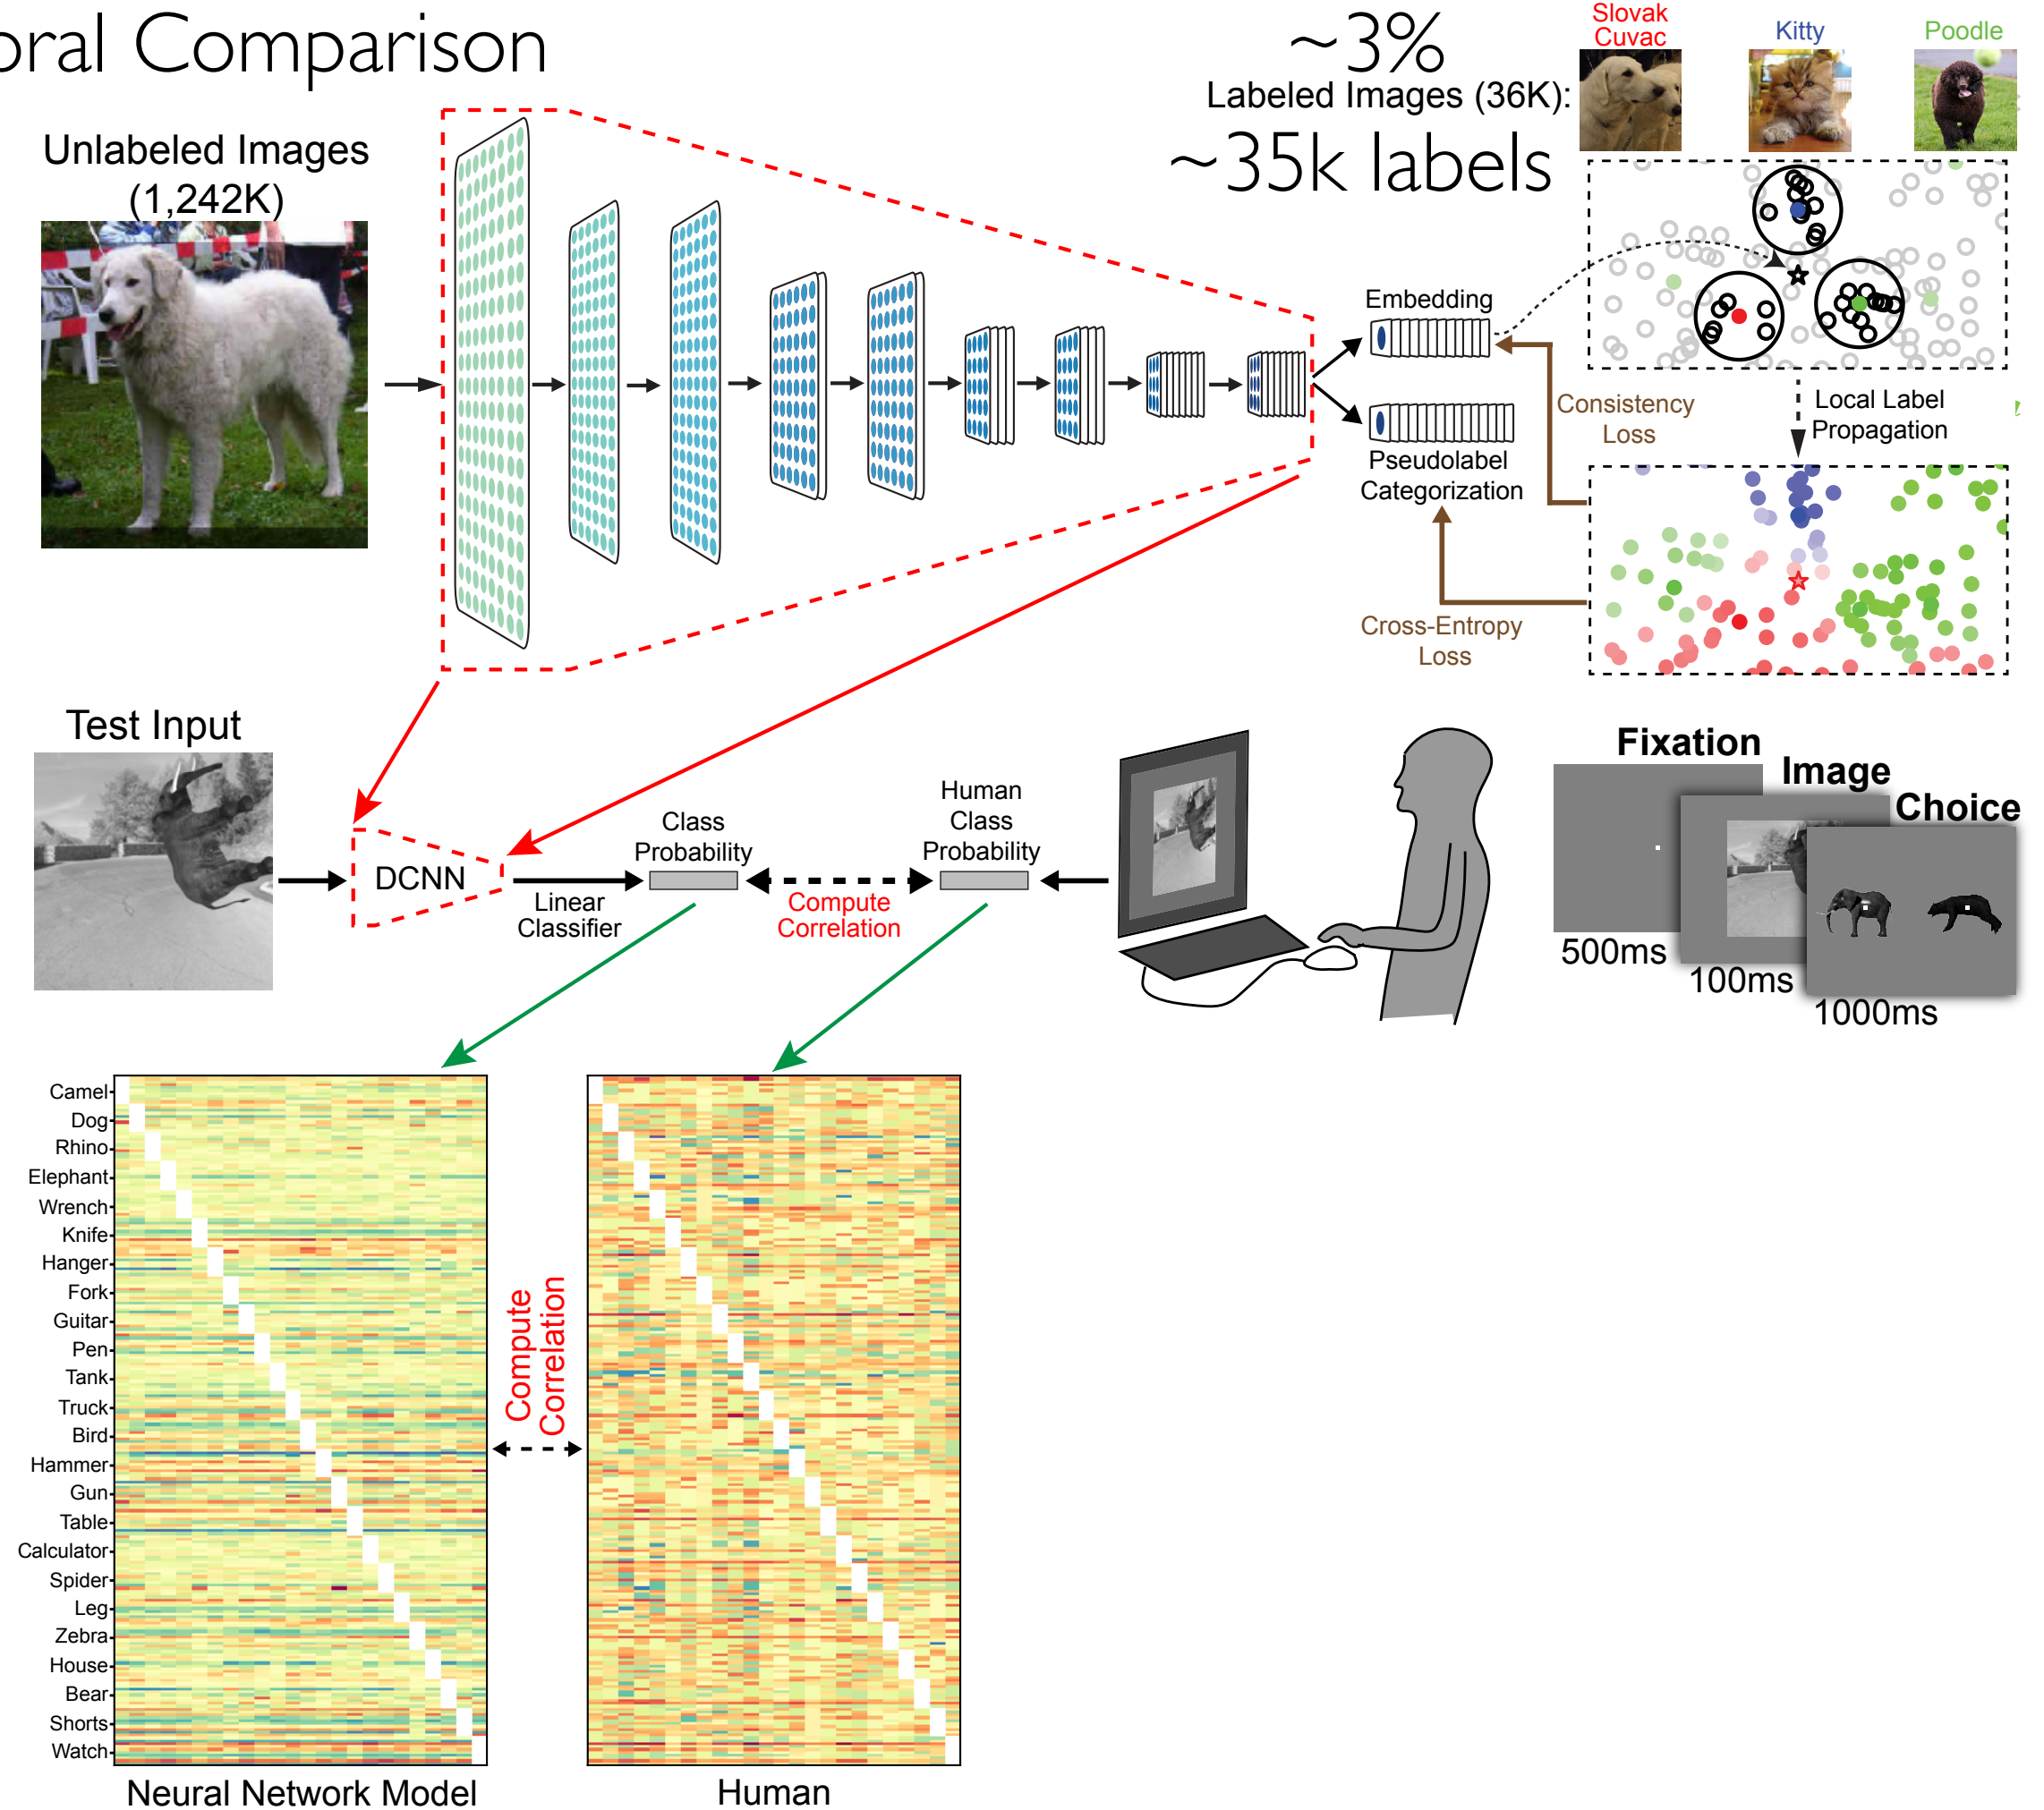 oral Comparison
~3%
Labeled Images (36K):
~35k labels
Slovak
Cuvac
Kitty
Poodle
Unlabeled Images
(1,242K)
Embedding
Pseudolabel
Categorization
Consistency
Loss
Local Label
Propagation
Cross-Entropy
Loss
Test Input
DCNN
Linear
Classifier
Class
Probability
Compute
Correlation
Human
Class
Probability
Fixation
Image
Choice
500ms
100ms
1000ms
Camel
Dog
Rhino
Elephant
Wrench
Knife
Hanger
Fork
Guitar
Pen
Tank
Truck
Bird
Hammer
Gun
Table
Calculator
Spider
Leg
Zebra
House
Bear
Shorts
Watch
Compute
Correlation
Neural Network Model
Human